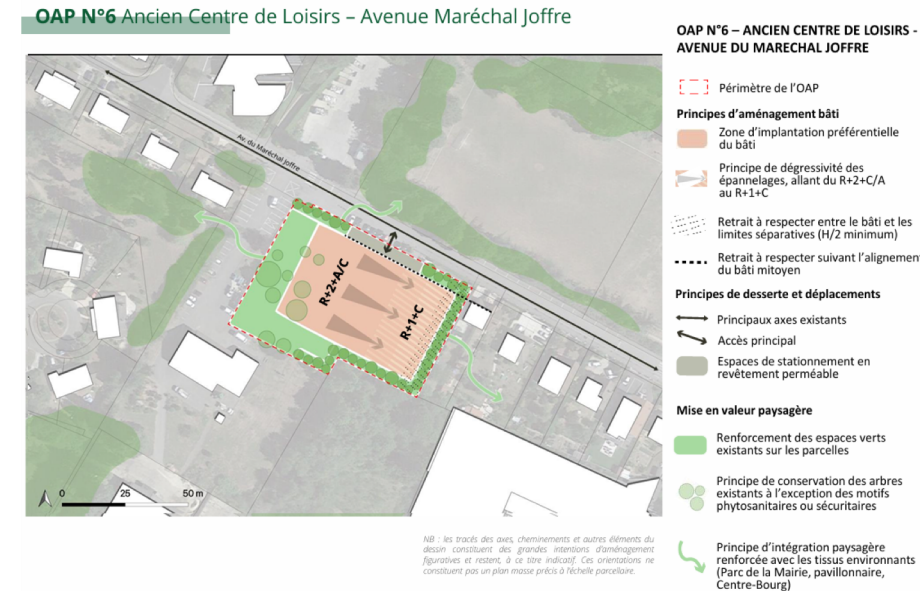 OAP N°6 Ancien Centre de Loisirs – Avenue Maréchal Joffre
Av. du Maréchal Joffre
R+2+A/C
R+1+C
0 25 50 m
NB : les tracés des axes, cheminements et autres éléments du
dessin constituent des grandes intentions d'aménagement
figuratives et restent, à ce titre indicatif. Ces orientations ne
constituent pas un plan masse précis à l'échelle parcellaire.
OAP N°6 – ANCIEN CENTRE DE LOISIRS -
AVENUE DU MARECHAL JOFFRE
Périmètre de l'OAP
Principes d'aménagement bâti
Zone d'implantation préférentielle
du bâti
Principe de dégressivité des
épannelages, allant du R+2+C/A
au R+1+C
Retrait à respecter entre le bâti et les
limites séparatives (H/2 minimum)
Retrait à respecter suivant l'alignement
du bâti mitoyen
Principes de desserte et déplacements
Principaux axes existants
Accès principal
Espaces de stationnement en
revêtement perméable
Mise en valeur paysagère
Renforcement des espaces verts
existants sur les parcelles
Principe de conservation des arbres
existants à l'exception des motifs
phytosanitaires ou sécuritaires
Principe d'intégration paysagère
renforcée avec les tissus environnants
(Parc de la Mairie, pavillonnaire,
Centre-Bourg)